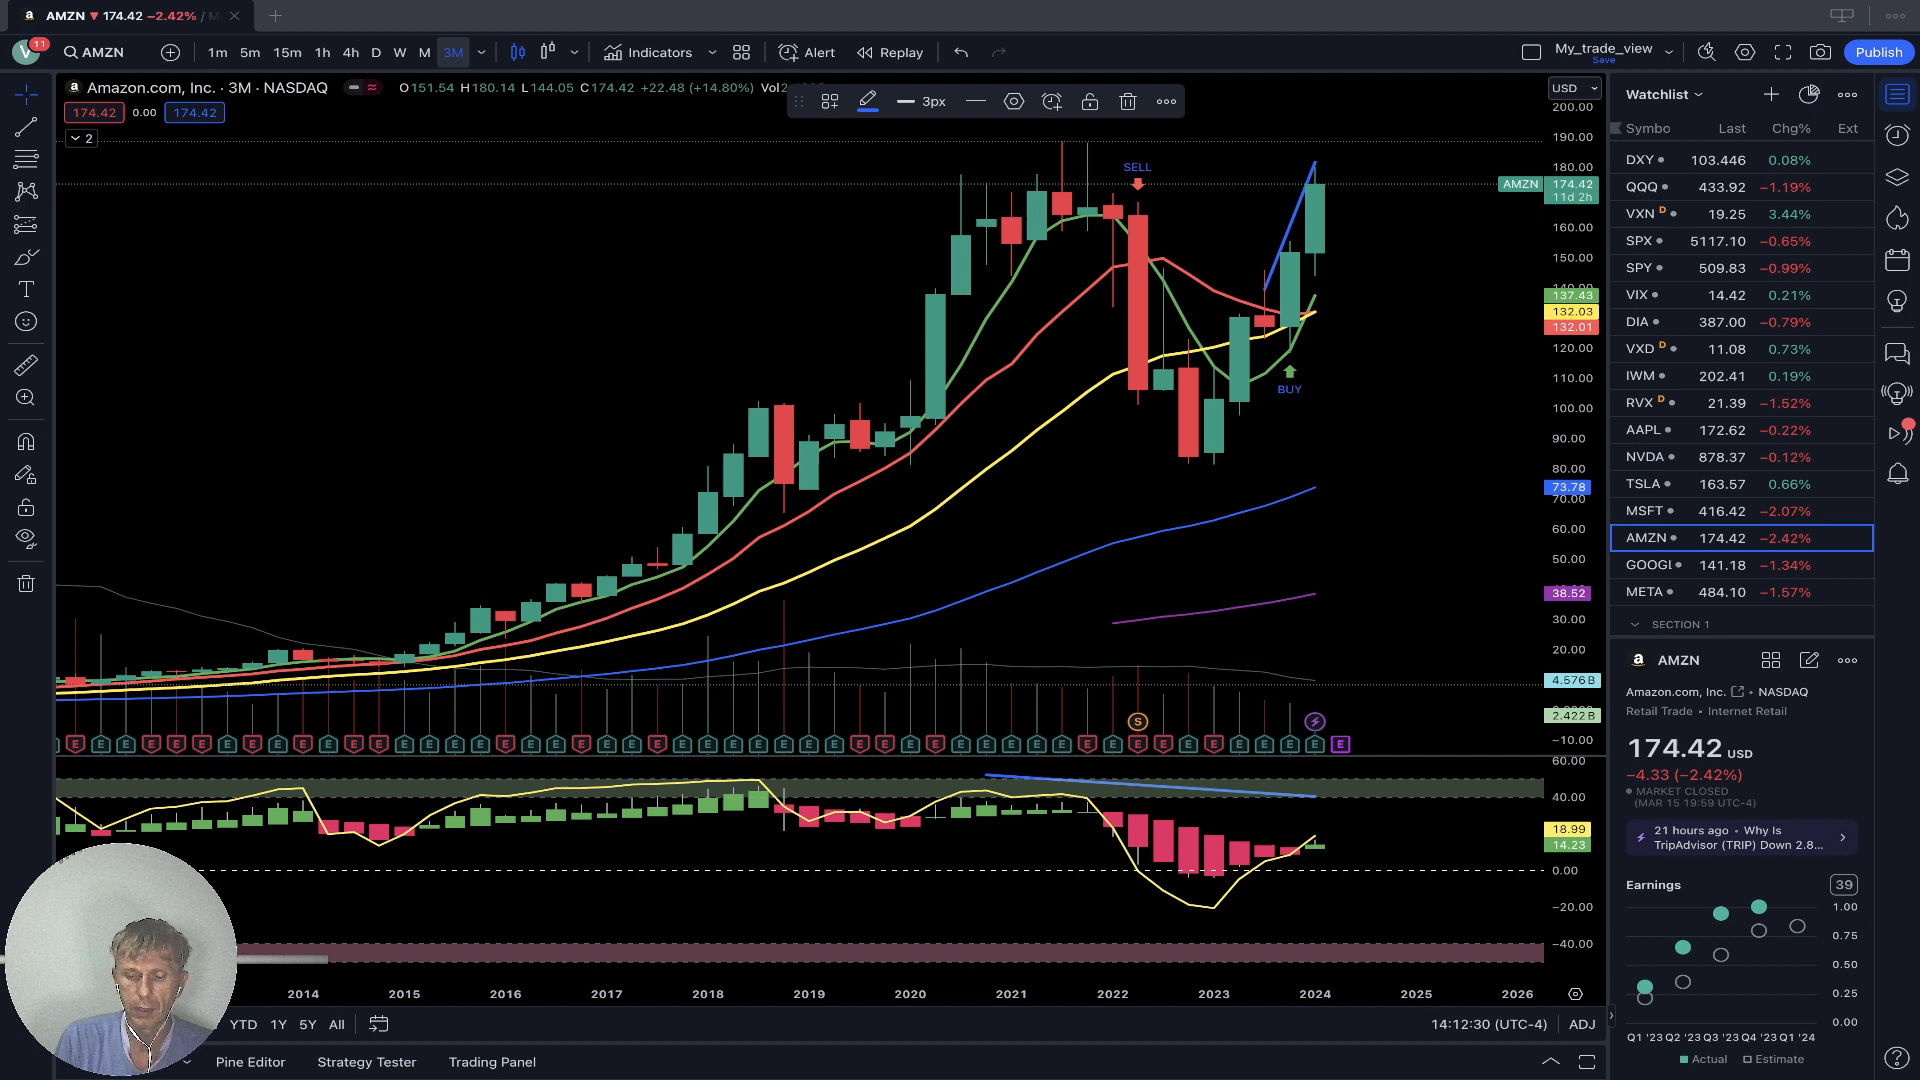 AMZN ▼ 174.42 −2.42% / M
V 11 AMZN 1m 5m 15m 1h 4h D W M 3M Indicators Alert Replay My_trade_view Save Publish
a Amazon.com, Inc. · 3M · NASDAQ O151.54 H180.14 L144.05 C174.42 +22.48 (+14.80%)
174.42 0.00 174.42
2
3px
USD
200.00
190.00
180.00
AMZN 174.42
11d 2h
160.00
150.00
137.43
132.03
132.01
120.00
110.00
100.00
90.00
80.00
73.78
70.00
60.00
50.00
38.52
30.00
20.00
4.576B
2.422B
−10.00
SELL
BUY
S
E E E E E E E E E E E E E E E E E E E E E E E E E E E E E E E E E E E E E E E E E E E E E E E E E E E E
60.00
40.00
18.99
14.23
0.00
−20.00
−40.00
2014 2015 2016 2017 2018 2019 2020 2021 2022 2023 2024 2025 2026
YTD 1Y 5Y All
14:12:30 (UTC-4) ADJ
Pine Editor Strategy Tester Trading Panel
Watchlist
Symbo Last Chg% Ext
DXY 103.446 0.08%
QQQ 433.92 −1.19%
VXN D 19.25 3.44%
SPX 5117.10 −0.65%
SPY 509.83 −0.99%
VIX 14.42 0.21%
DIA 387.00 −0.79%
VXD D 11.08 0.73%
IWM 202.41 0.19%
RVX D 21.39 −1.52%
AAPL 172.62 −0.22%
NVDA 878.37 −0.12%
TSLA 163.57 0.66%
MSFT 416.42 −2.07%
AMZN 174.42 −2.42%
GOOGL 141.18 −1.34%
META 484.10 −1.57%
SECTION 1
a AMZN
Amazon.com, Inc. • NASDAQ
Retail Trade • Internet Retail
174.42 USD
−4.33 (−2.42%)
MARKET CLOSED
(MAR 15 19:59 UTC-4)
21 hours ago • Why Is
TripAdvisor (TRIP) Down 2.8...
Earnings 39
1.00
0.75
0.50
0.25
0.00
Q1 '23 Q2 '23 Q3 '23 Q4 '23 Q1 '24
Actual Estimate